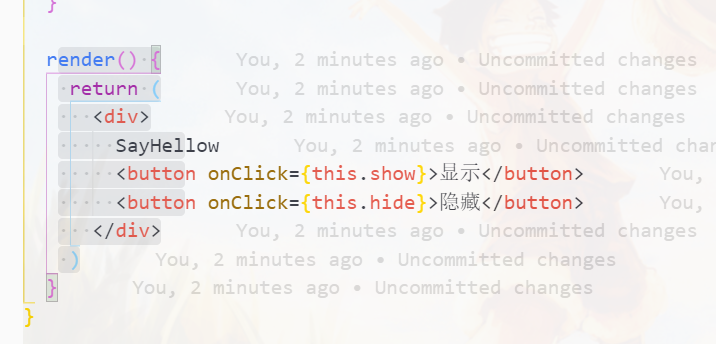 }
render() { You, 2 minutes ago • Uncommitted changes
return ( You, 2 minutes ago • Uncommitted changes
<div> You, 2 minutes ago • Uncommitted changes
SayHellow You, 2 minutes ago • Uncommitted cha
<button onClick={this.show}>显示</button> You,
<button onClick={this.hide}>隐藏</button> You,
</div> You, 2 minutes ago • Uncommitted changes
) You, 2 minutes ago • Uncommitted changes
} You, 2 minutes ago • Uncommitted changes
}